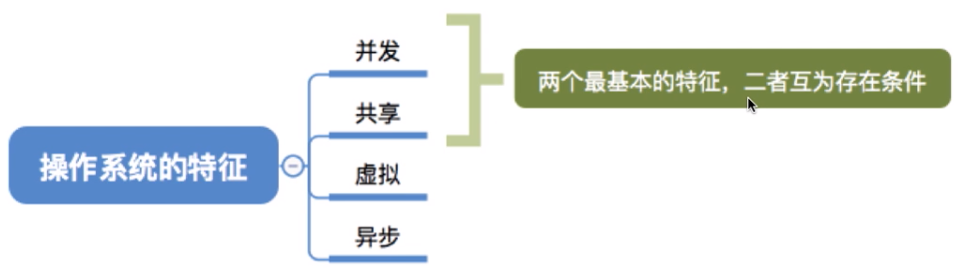 操作系统的特征
并发
共享
虚拟
异步
两个最基本的特征，二者互为存在条件